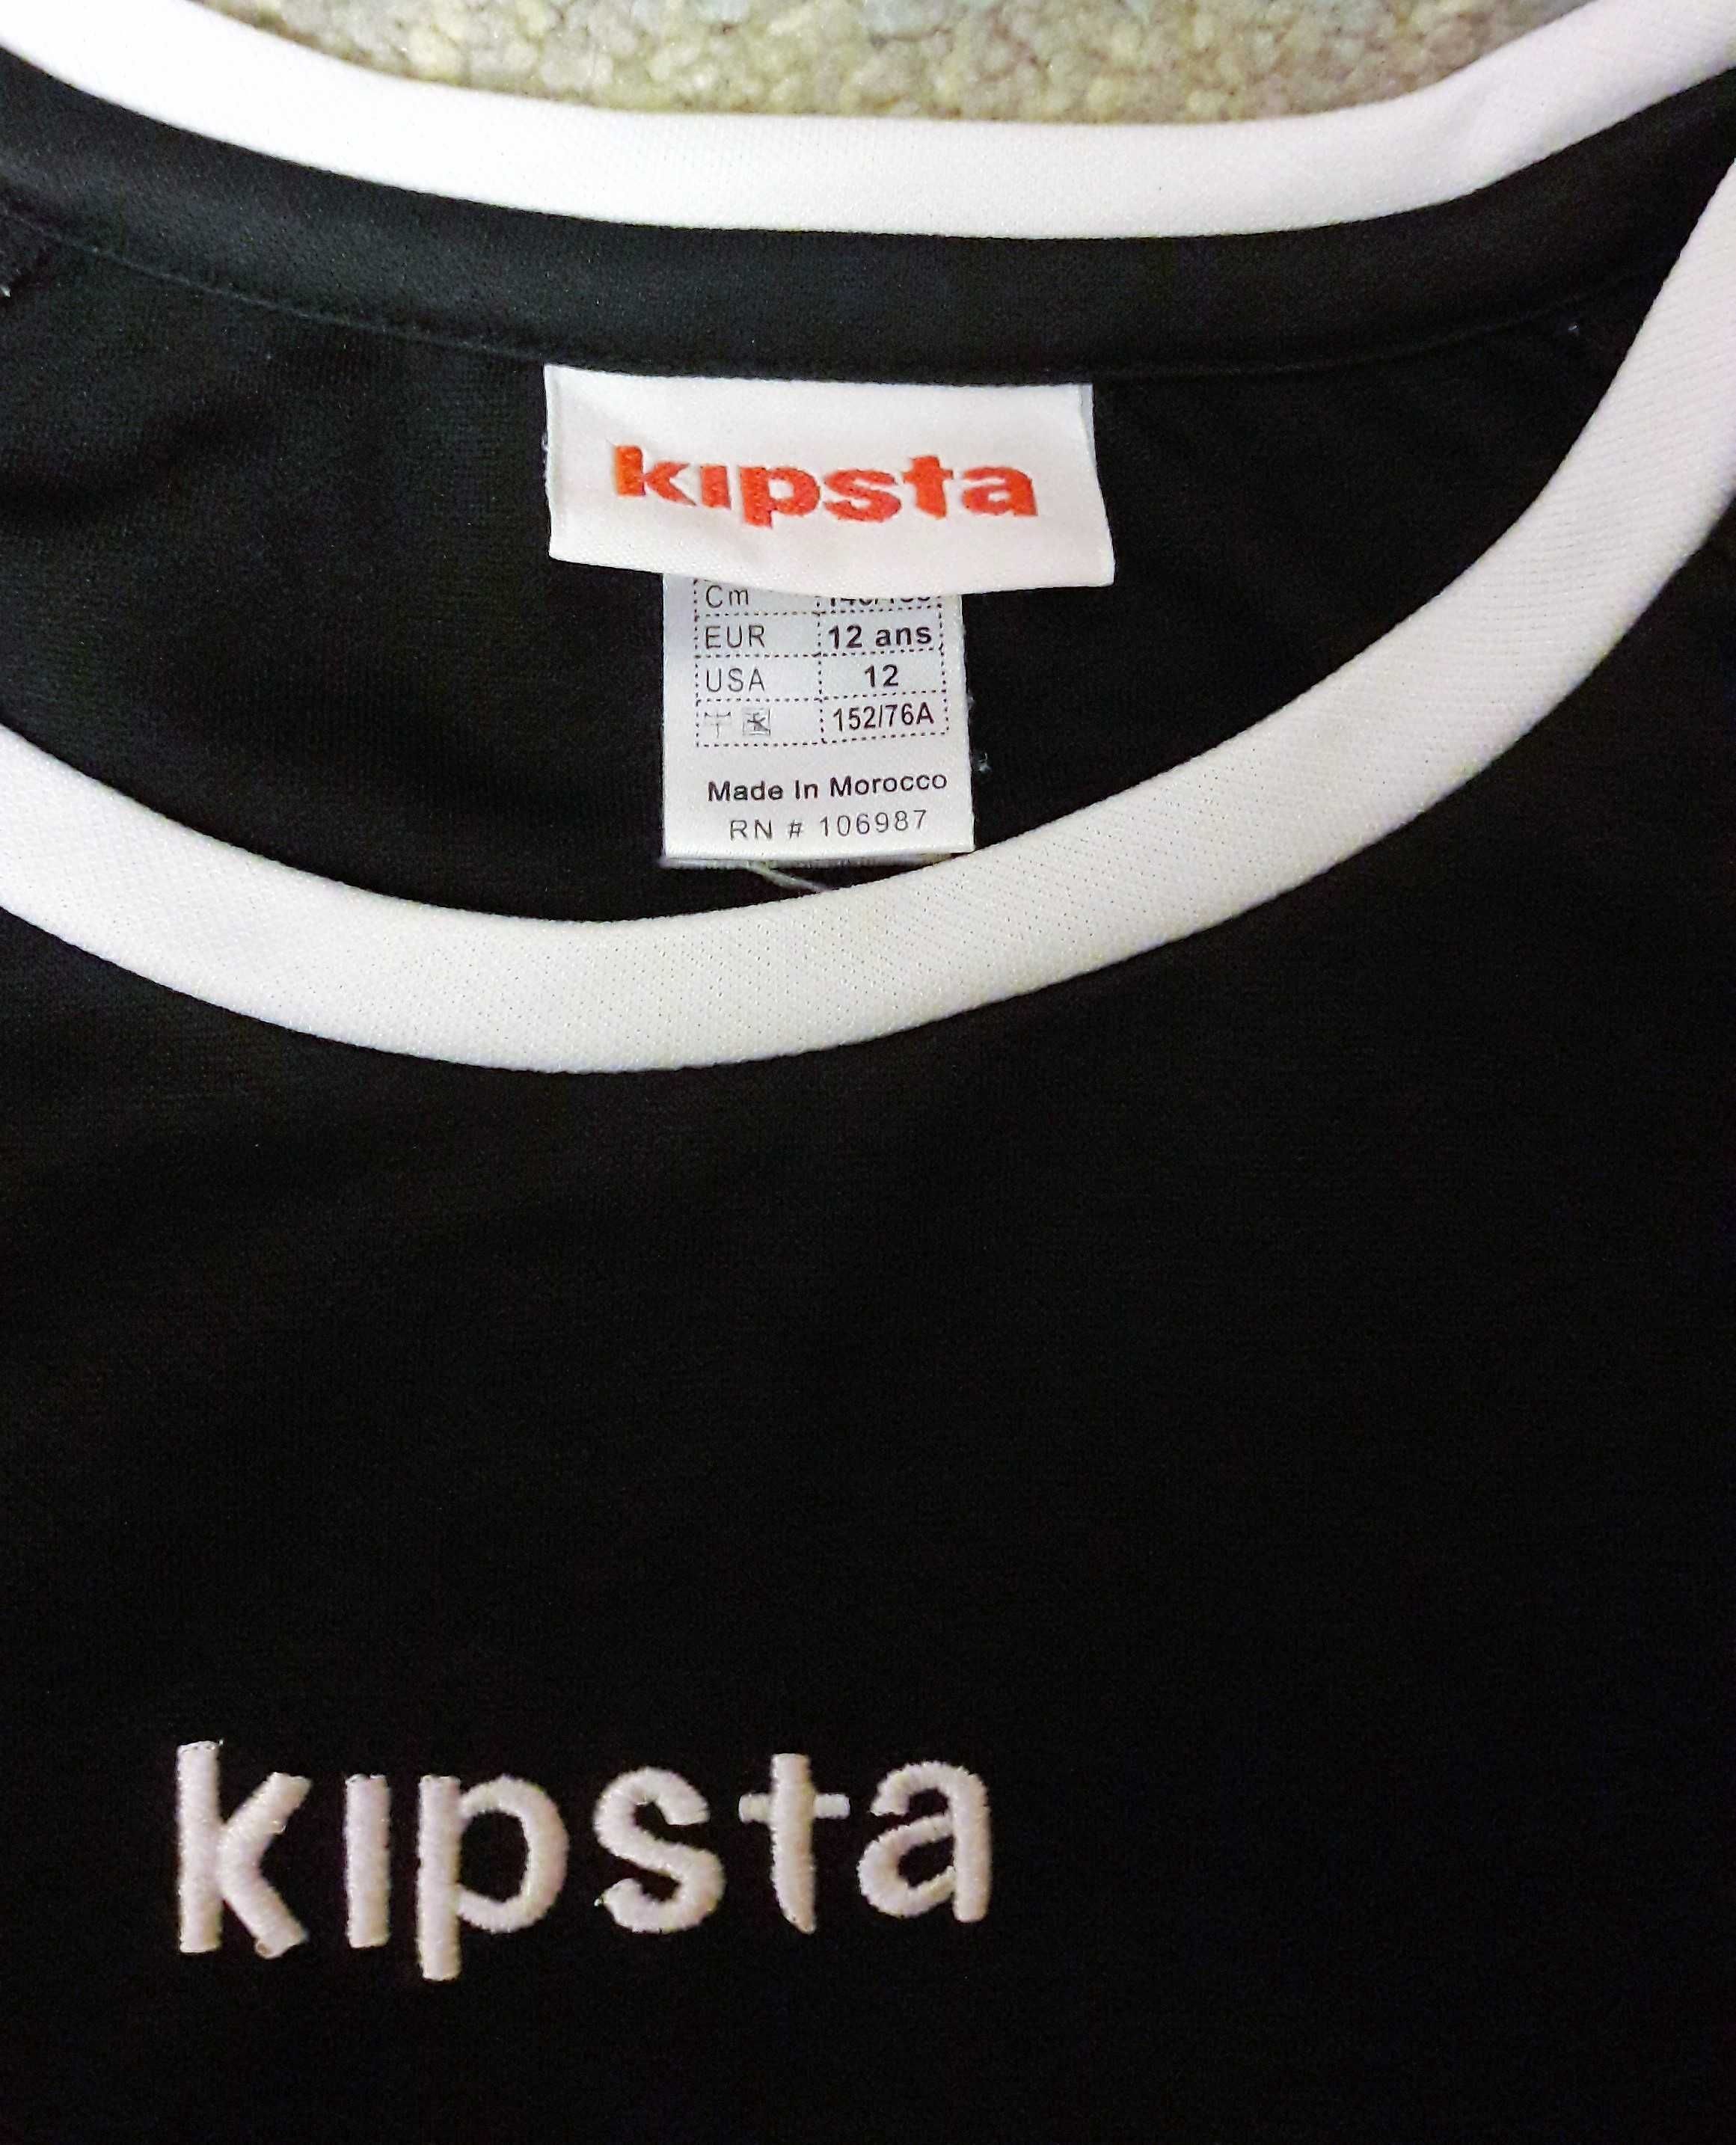 kipsta
Cm
EUR 12 ans
USA 12
152/76A
Made In Morocco
RN # 106987
kipsta